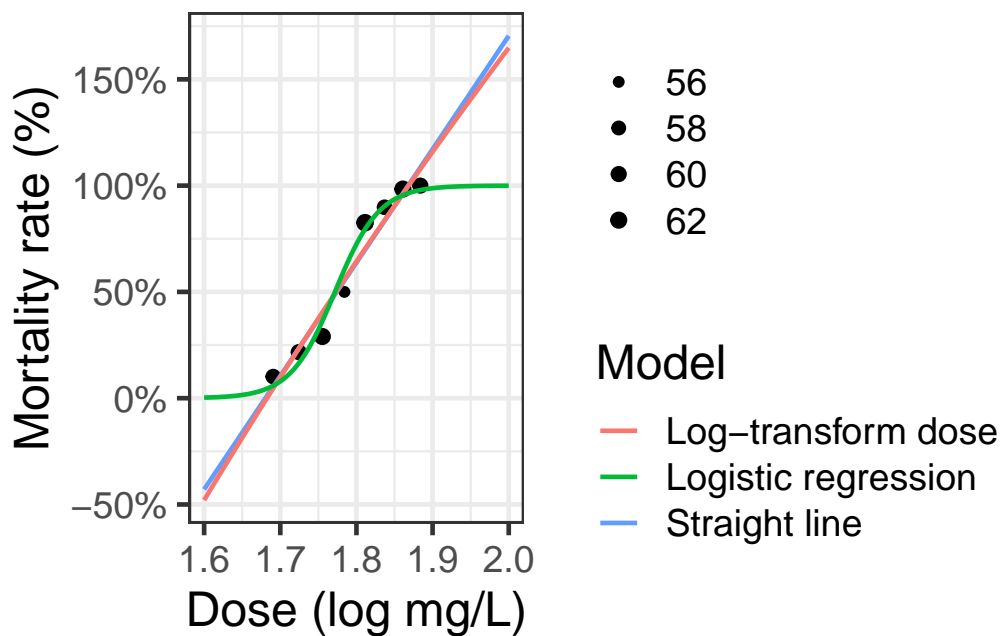 Mortality rate (%)
150%
100%
50%
0%
−50%
1.6 1.7 1.8 1.9 2.0
Dose (log mg/L)
56
58
60
62
Model
Log−transform dose
Logistic regression
Straight line